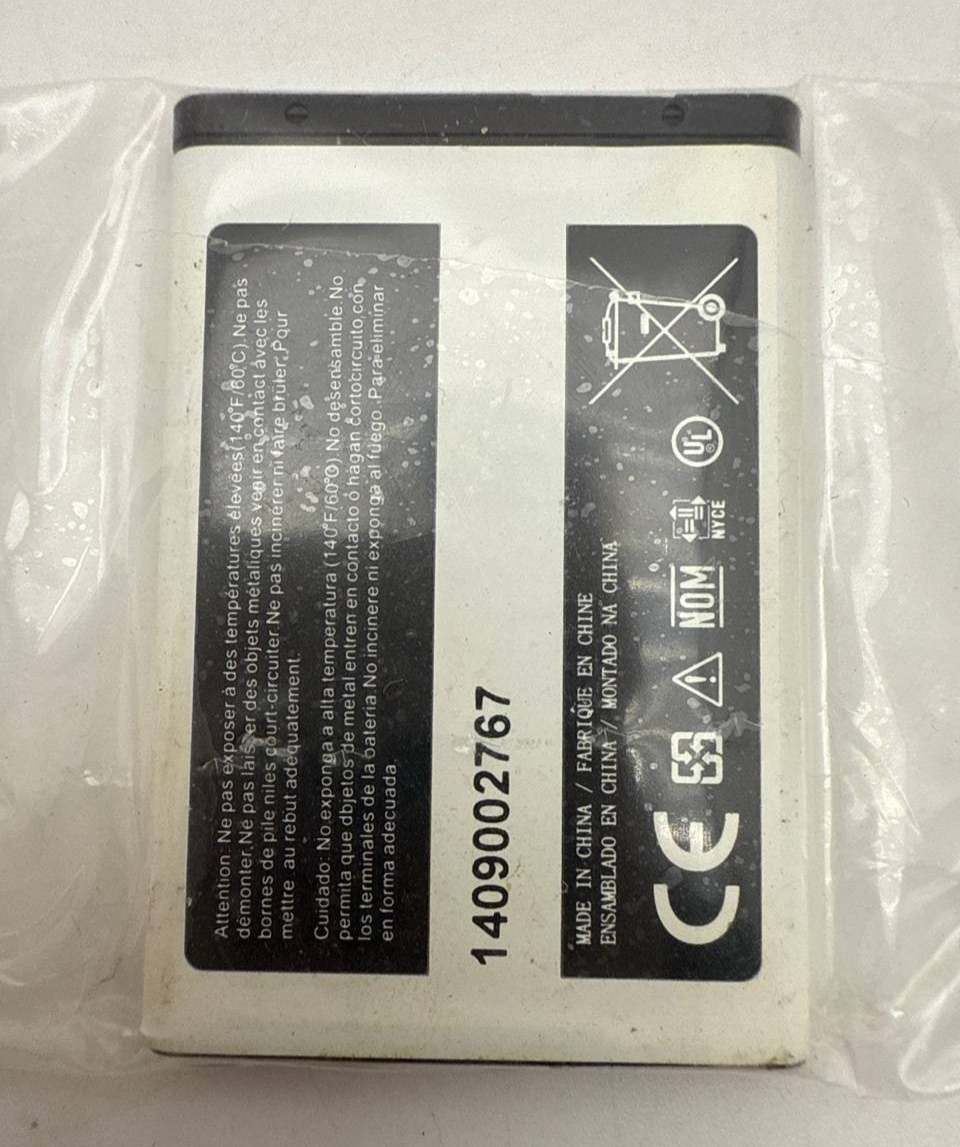 Attention: Ne pas exposer à des températures élevées(140°F/60°C). Ne pas
démonter.Ne pas laisser des objets métalliques venir en contact avec les
bornes de pile niles court-circuiter.Ne pas incinérer ni faire brûler.Pour
mettre au rebut adéquatement.
Cuidado: No exponga a alta temperatura (140°F/60°C). No desensamble.No
permita que dbjetos de metal entren en contacto ó hagan cortocircuito con
los terminales de la bateria.No incinere ni exponga al fuego. Para eliminar
en forma adecuada.
1409002767
MADE IN CHINA / FABRIQUE EN CHINE
ENSAMBLADO EN CHINA / MONTADO NA CHINA
CE
NOM
NYCE
UL